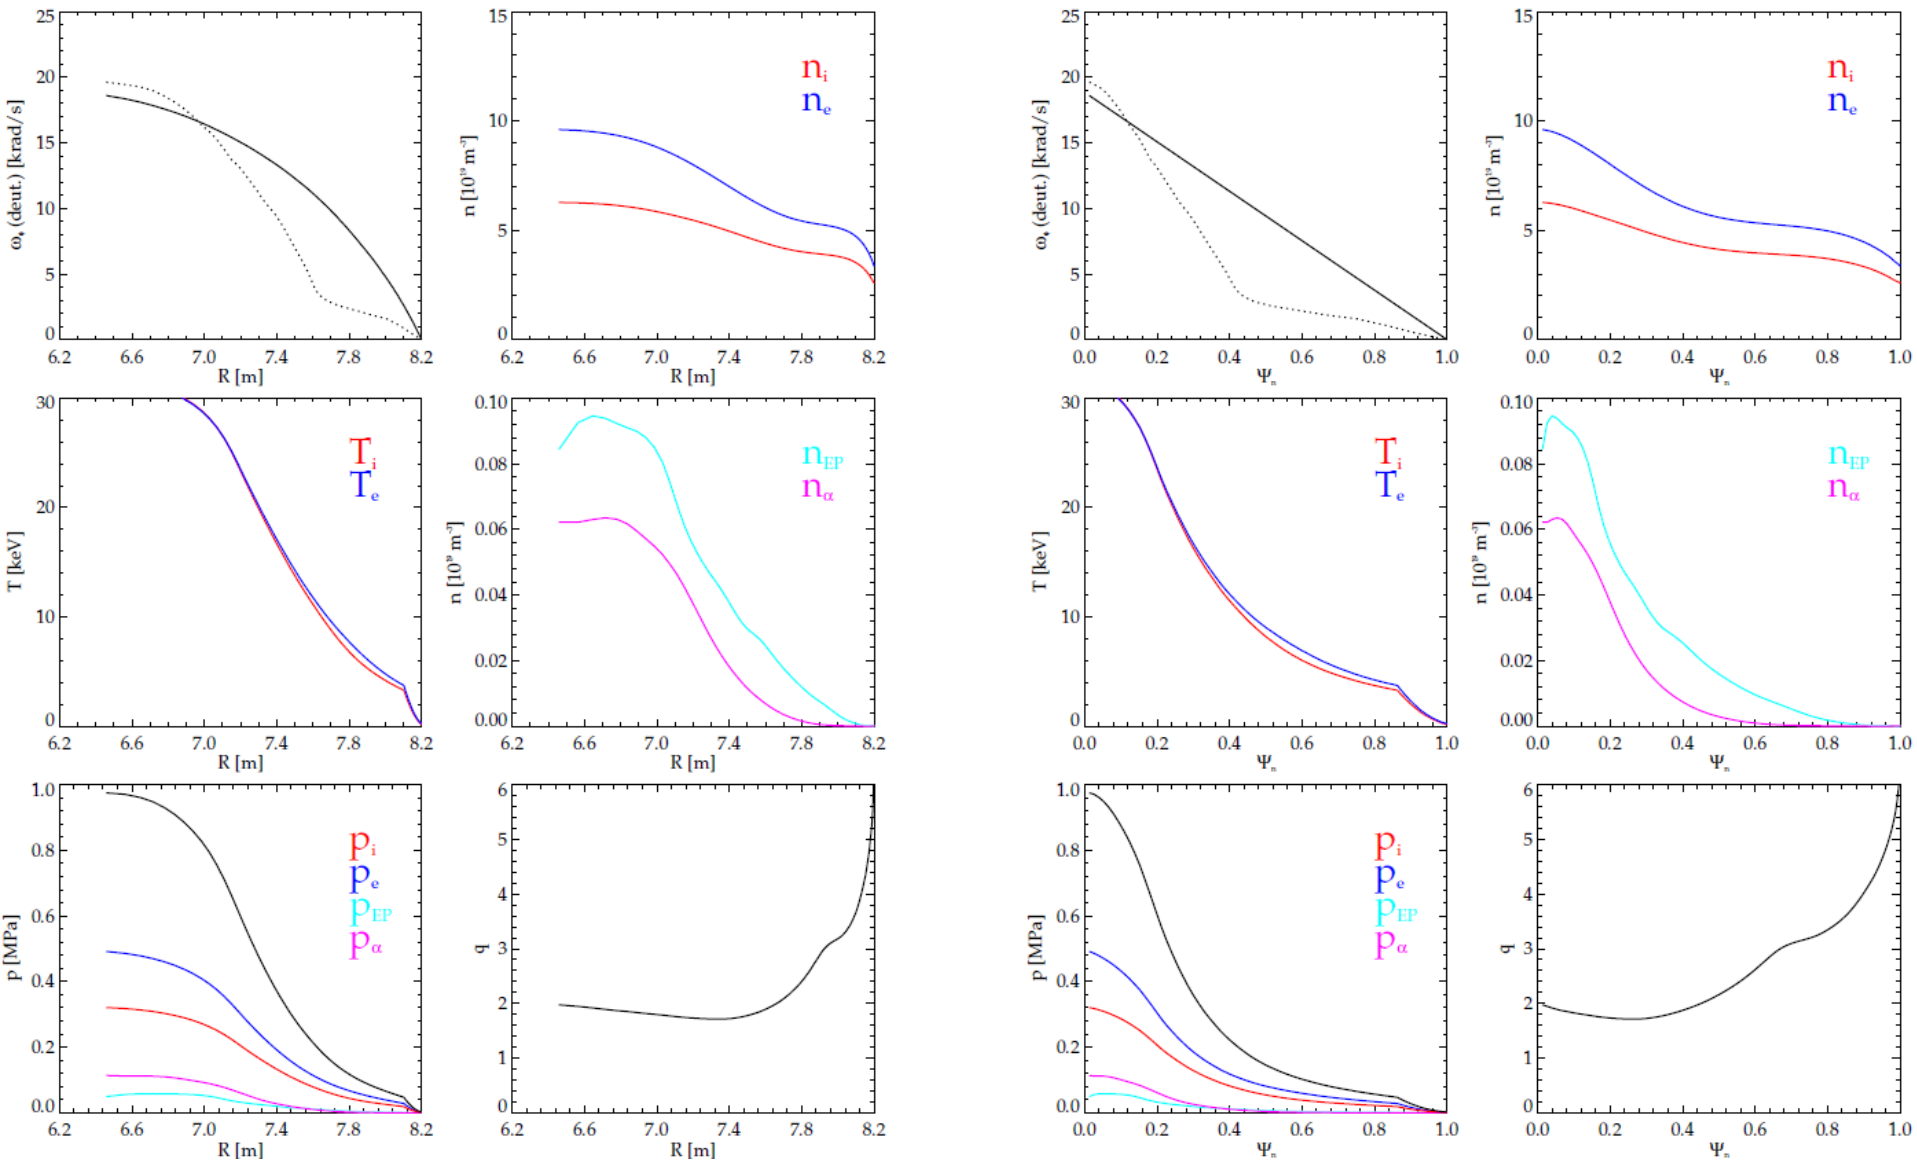 25
20
15
10
5
0
ω_φ (deut.) [krad/s]
6.2 6.6 7.0 7.4 7.8 8.2
R [m]
15
10
5
0
n [10¹⁹ m⁻³]
n_i
n_e
6.2 6.6 7.0 7.4 7.8 8.2
R [m]
25
20
15
10
5
0
ω_φ (deut.) [krad/s]
0.0 0.2 0.4 0.6 0.8 1.0
Ψ_n
15
10
5
0
n [10¹⁹ m⁻³]
n_i
n_e
0.0 0.2 0.4 0.6 0.8 1.0
Ψ_n
30
20
10
0
T [keV]
T_i
T_e
6.2 6.6 7.0 7.4 7.8 8.2
R [m]
0.10
0.08
0.06
0.04
0.02
0.00
n [10¹⁹ m⁻³]
n_EP
n_α
6.2 6.6 7.0 7.4 7.8 8.2
R [m]
30
20
10
0
T [keV]
T_i
T_e
0.0 0.2 0.4 0.6 0.8 1.0
Ψ_n
0.10
0.08
0.06
0.04
0.02
0.00
n [10¹⁹ m⁻³]
n_EP
n_α
0.0 0.2 0.4 0.6 0.8 1.0
Ψ_n
1.0
0.8
0.6
0.4
0.2
0.0
p [MPa]
p_i
p_e
p_EP
p_α
6.2 6.6 7.0 7.4 7.8 8.2
R [m]
6
5
4
3
2
1
0
q
6.2 6.6 7.0 7.4 7.8 8.2
R [m]
1.0
0.8
0.6
0.4
0.2
0.0
p [MPa]
p_i
p_e
p_EP
p_α
0.0 0.2 0.4 0.6 0.8 1.0
Ψ_n
6
5
4
3
2
1
0
q
0.0 0.2 0.4 0.6 0.8 1.0
Ψ_n